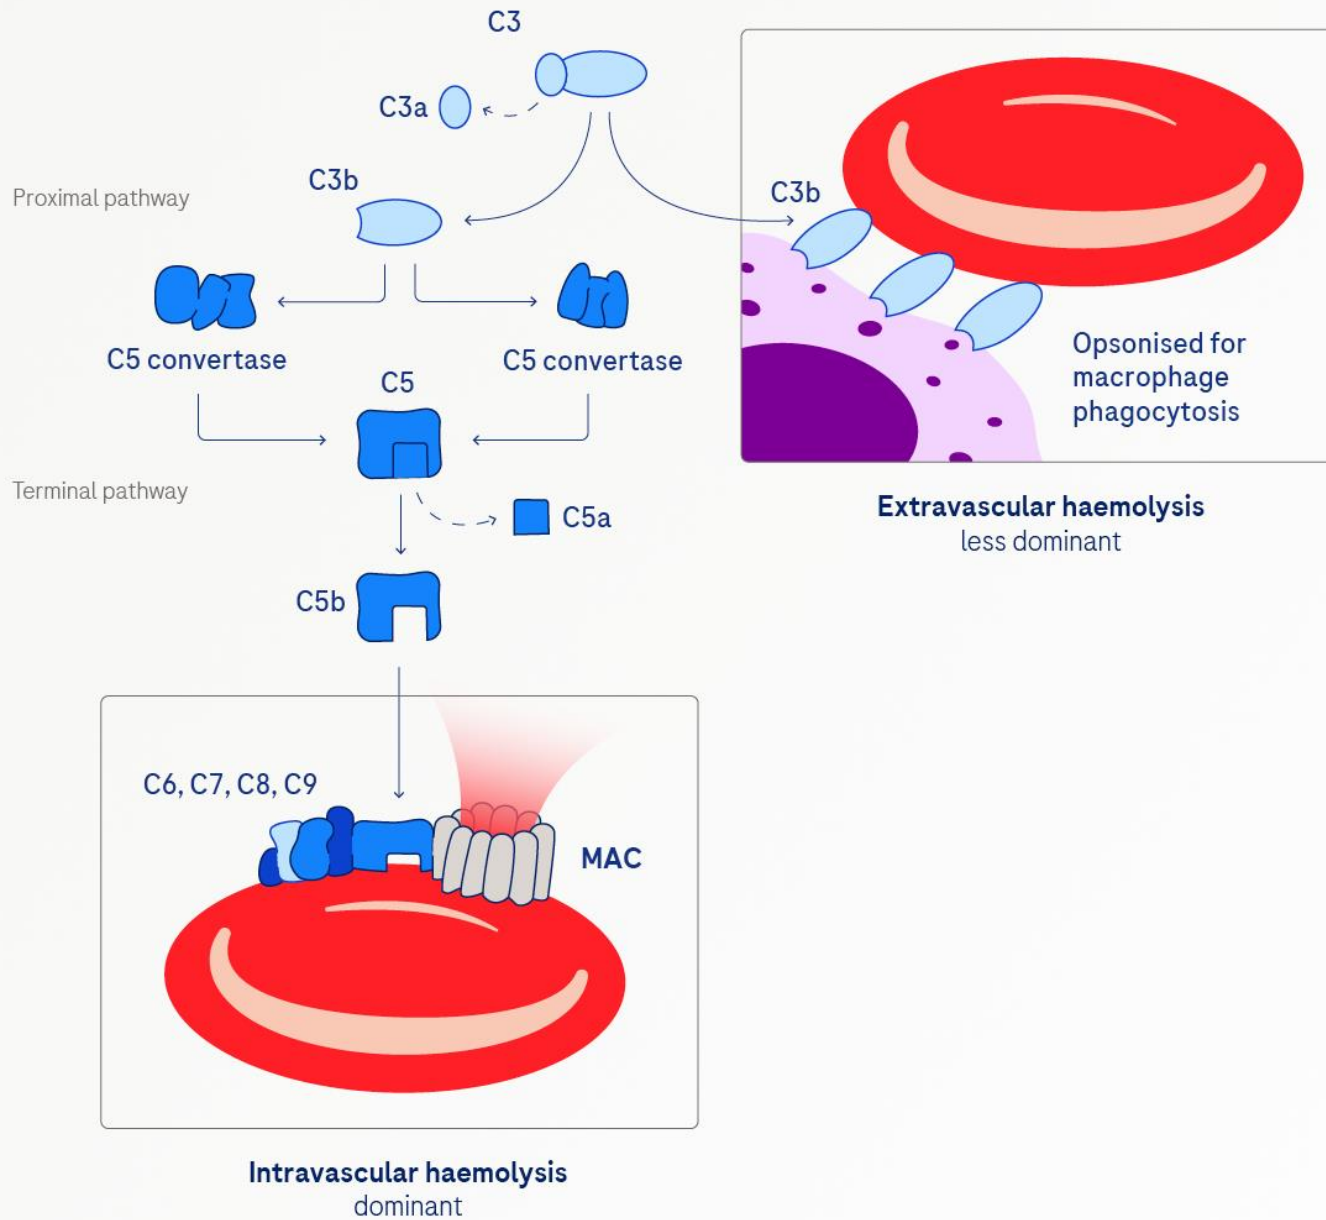 C3
C3a
C3b
Proximal pathway
C3b
C5 convertase
C5 convertase
C5
Opsonised for
macrophage
phagocytosis
Terminal pathway
C5a
Extravascular haemolysis
less dominant
C5b
C6, C7, C8, C9
MAC
Intravascular haemolysis
dominant